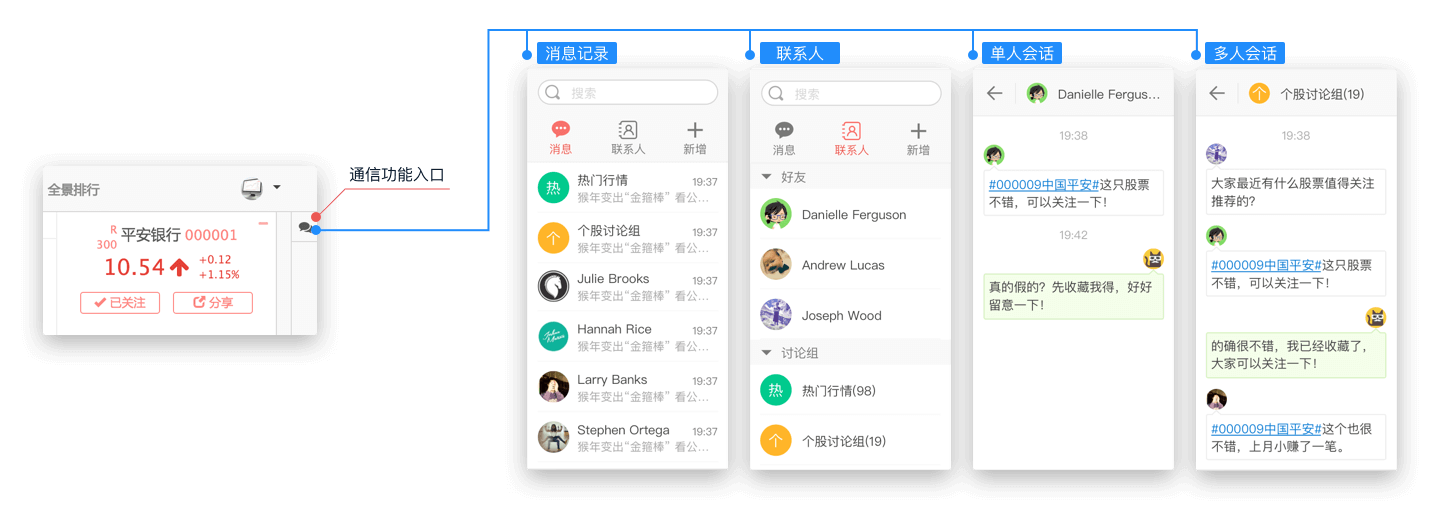 全景排行
R
300
平安银行 000001
10.54
+0.12
+1.15%
已关注
分享
通信功能入口
消息记录
搜索
消息
联系人
新增
热
热门行情
19:37
猴年变出“金箍棒”看公...
个
个股讨论组
19:37
猴年变出“金箍棒”看公...
Julie Brooks
19:37
猴年变出“金箍棒”看公...
Hannah Rice
19:37
猴年变出“金箍棒”看公...
Larry Banks
19:37
猴年变出“金箍棒”看公...
Stephen Ortega
19:37
猴年变出“金箍棒”看公...
联系人
搜索
消息
联系人
新增
好友
Danielle Ferguson
Andrew Lucas
Joseph Wood
讨论组
热
热门行情(98)
个
个股讨论组(19)
单人会话
Danielle Fergus...
19:38
#000009中国平安#这只股票
不错，可以关注一下！
19:42
真的假的？先收藏我得，好好
留意一下！
多人会话
个
个股讨论组(19)
19:38
大家最近有什么股票值得关注
推荐的？
#000009中国平安#这只股票
不错，可以关注一下！
的确很不错，我已经收藏了，
大家可以关注一下！
#000009中国平安#这个也很
不错，上月小赚了一笔。